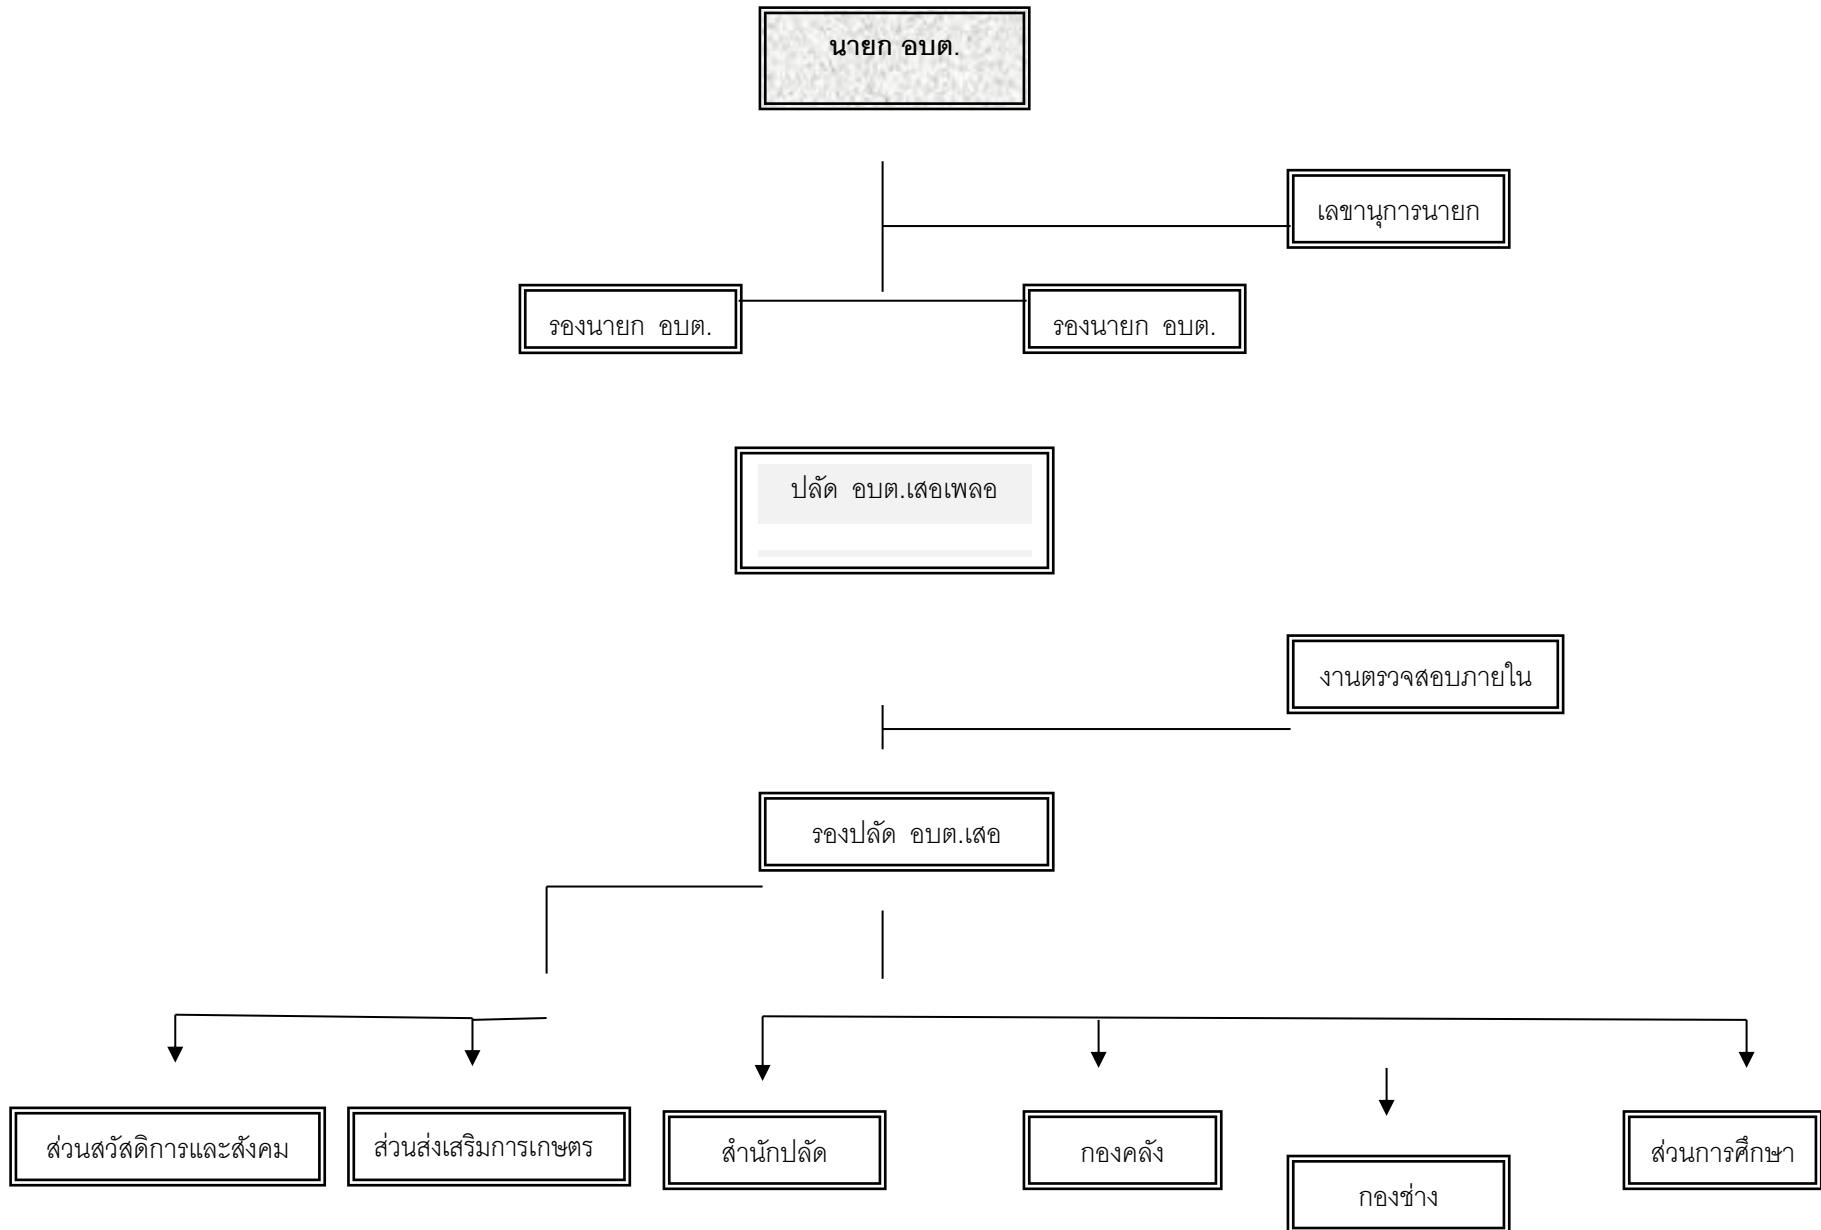 นายก อบต.
เลขานุการนายก
รองนายก อบต.
รองนายก อบต.
ปลัด อบต.เสอเพลอ
งานตรวจสอบภายใน
รองปลัด อบต.เสอ
ส่วนสวัสดิการและสังคม
ส่วนส่งเสริมการเกษตร
สำนักปลัด
กองคลัง
กองช่าง
ส่วนการศึกษา